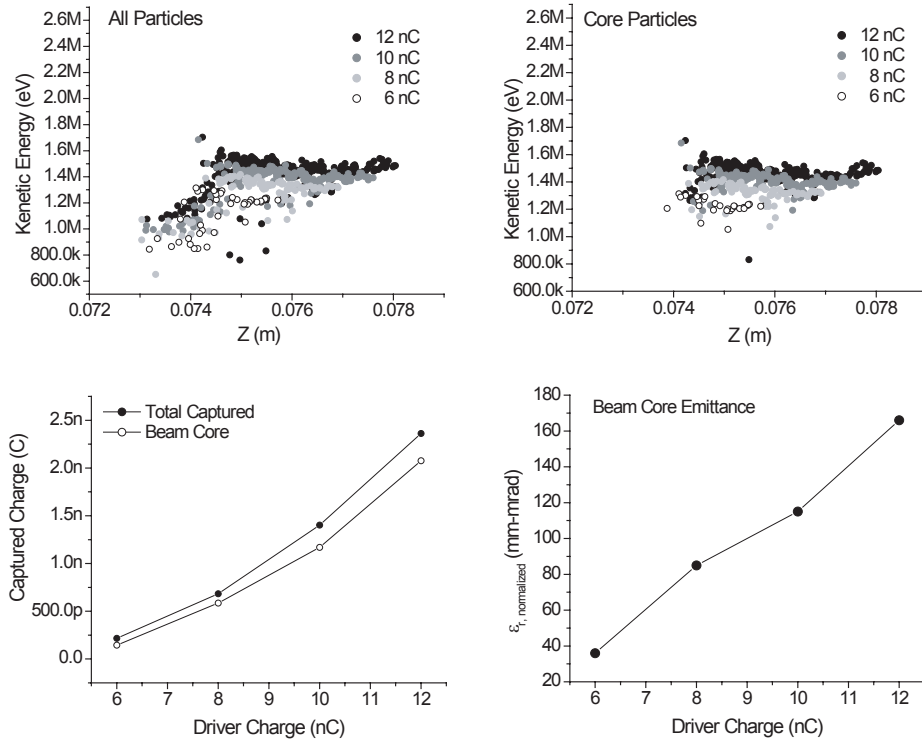 All Particles
12 nC
10 nC
8 nC
6 nC
Kenetic Energy (eV)
2.6M
2.4M
2.2M
2.0M
1.8M
1.6M
1.4M
1.2M
1.0M
800.0k
600.0k
0.072
0.074
0.076
0.078
Z (m)
Core Particles
12 nC
10 nC
8 nC
6 nC
Kenetic Energy (eV)
2.6M
2.4M
2.2M
2.0M
1.8M
1.6M
1.4M
1.2M
1.0M
800.0k
600.0k
0.072
0.074
0.076
0.078
Z (m)
Total Captured
Beam Core
Captured Charge (C)
2.5n
2.0n
1.5n
1.0n
500.0p
0.0
6
7
8
9
10
11
12
Driver Charge (nC)
Beam Core Emittance
εr, normalized (mm-mrad)
180
160
140
120
100
80
60
40
20
6
7
8
9
10
11
12
Driver Charge (nC)